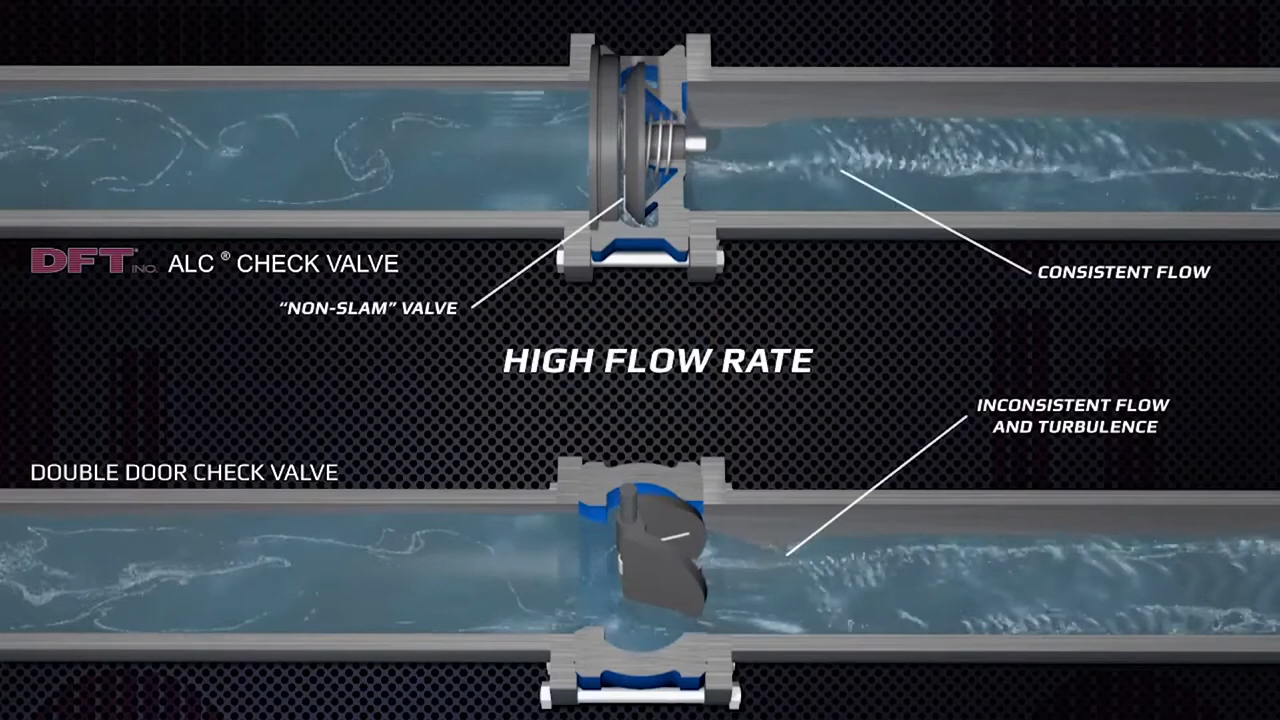 DFT INC. ALC® CHECK VALVE
CONSISTENT FLOW
“NON-SLAM” VALVE
HIGH FLOW RATE
INCONSISTENT FLOW
AND TURBULENCE
DOUBLE DOOR CHECK VALVE